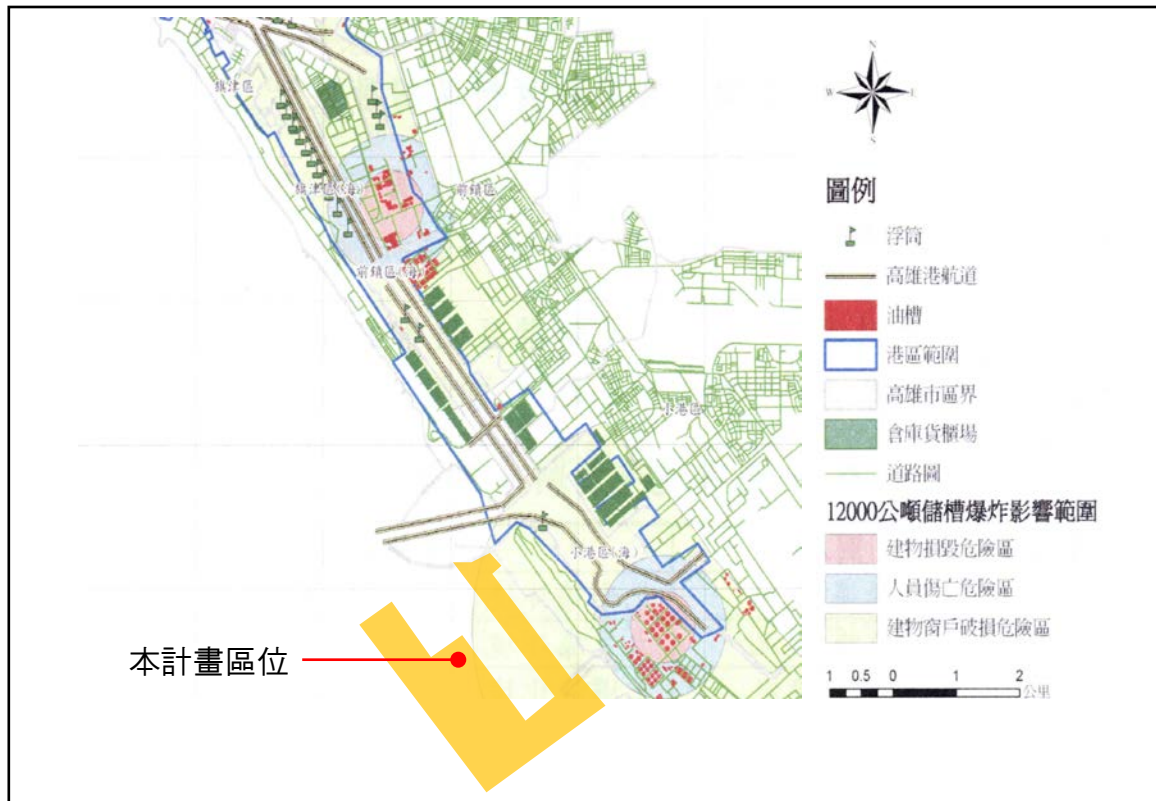 旗津區
旗津區(海)
前鎮區
前鎮區(海)
小港區
小港區(海)
本計畫區位
N
W
E
S
圖例
浮筒
高雄港航道
油槽
港區範圍
高雄市區界
倉庫貨櫃場
道路圖
12000公噸儲槽爆炸影響範圍
建物損毀危險區
人員傷亡危險區
建物窗戶破損危險區
1 0.5 0 1 2
公里